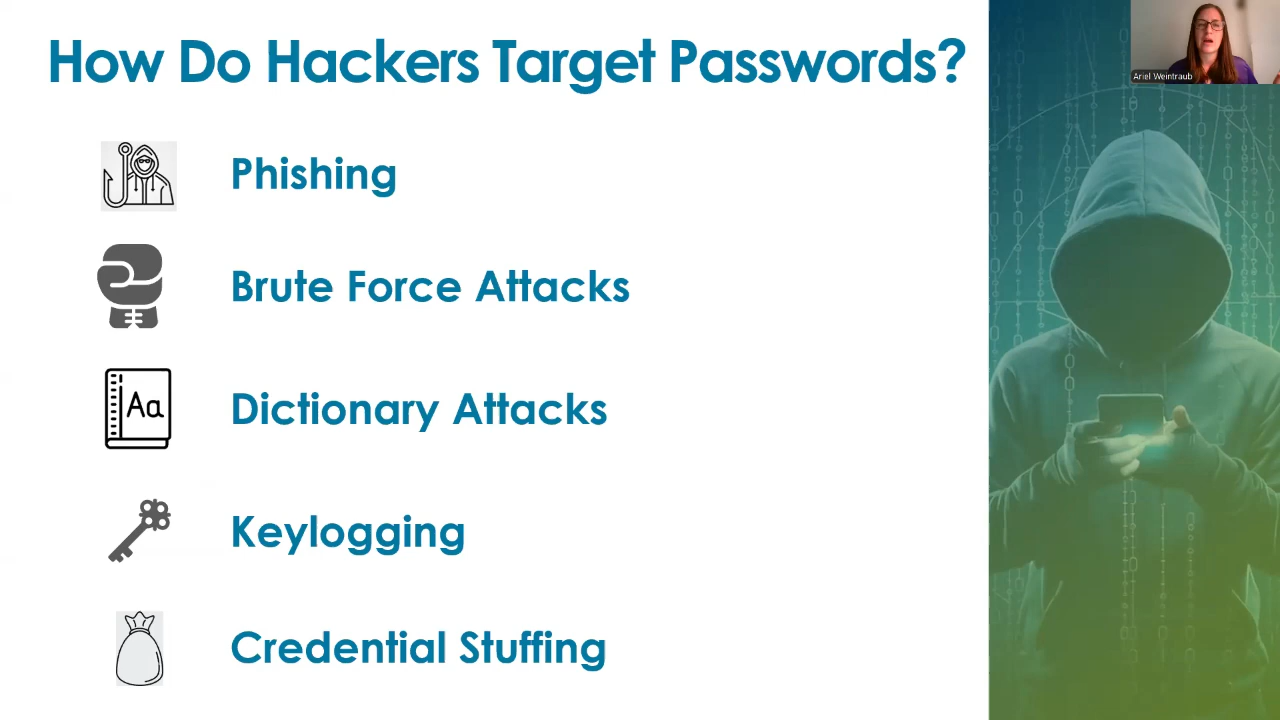 How Do Hackers Target Passwords?
Ariel Weintraub
Phishing
Brute Force Attacks
Aa
Dictionary Attacks
Keylogging
Credential Stuffing